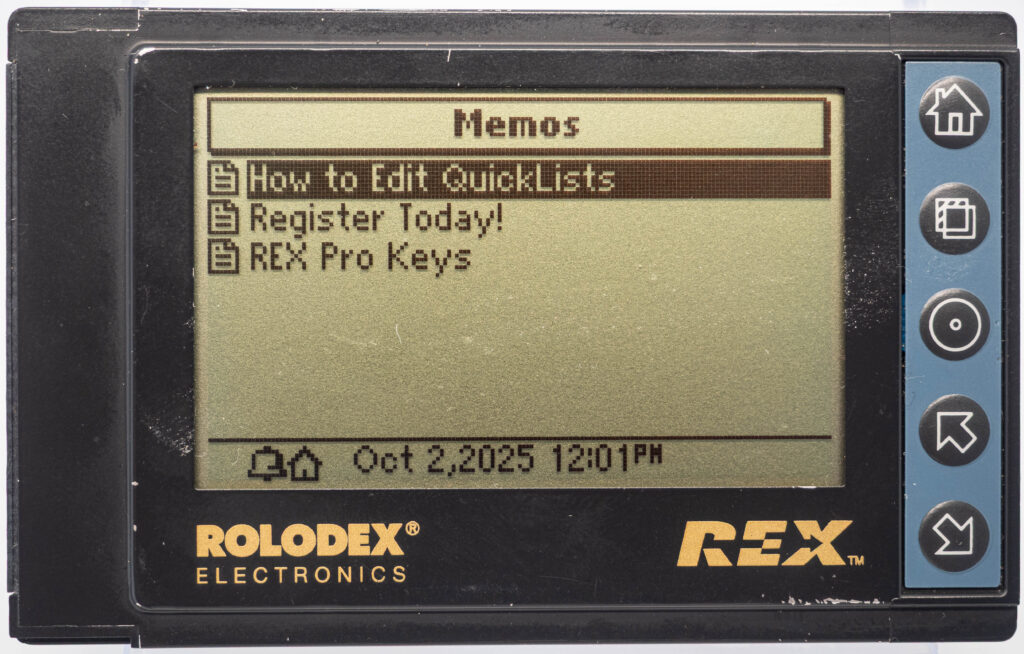 Memos
How to Edit QuickLists
Register Today!
REX Pro Keys
Oct 2,2025 12:01PM
ROLODEX®
ELECTRONICS
REX™